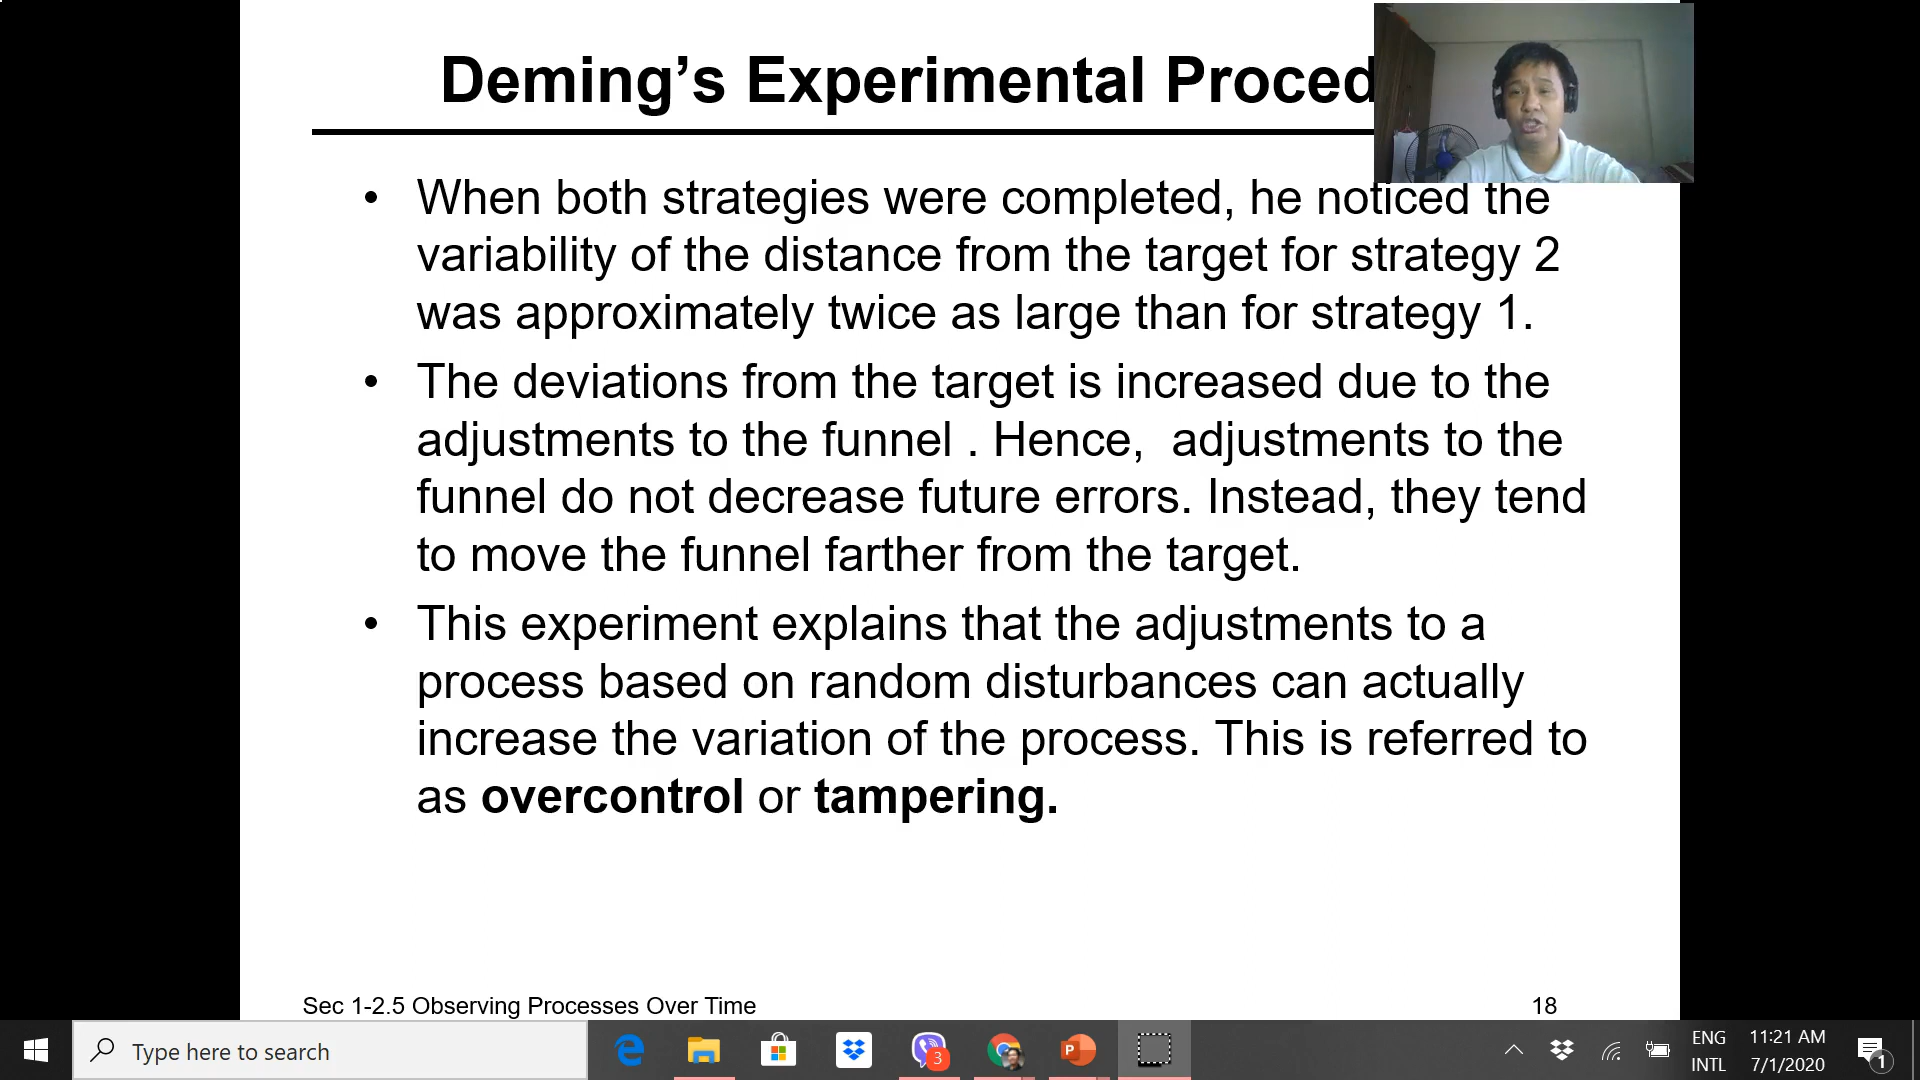 Deming’s Experimental Proced
• When both strategies were completed, he noticed the
variability of the distance from the target for strategy 2
was approximately twice as large than for strategy 1.
• The deviations from the target is increased due to the
adjustments to the funnel . Hence,  adjustments to the
funnel do not decrease future errors. Instead, they tend
to move the funnel farther from the target.
• This experiment explains that the adjustments to a
process based on random disturbances can actually
increase the variation of the process. This is referred to
as overcontrol or tampering.
Sec 1-2.5 Observing Processes Over Time
18
Type here to search
3
P
ENG
INTL
11:21 AM
7/1/2020
1